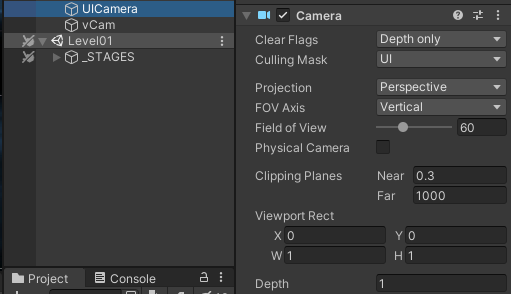 UICamera
vCam
Level01
_STAGES
Project
Console
Camera
Clear Flags
Depth only
Culling Mask
UI
Projection
Perspective
FOV Axis
Vertical
Field of View
60
Physical Camera
Clipping Planes
Near
0.3
Far
1000
Viewport Rect
X 0
Y 0
W 1
H 1
Depth
1